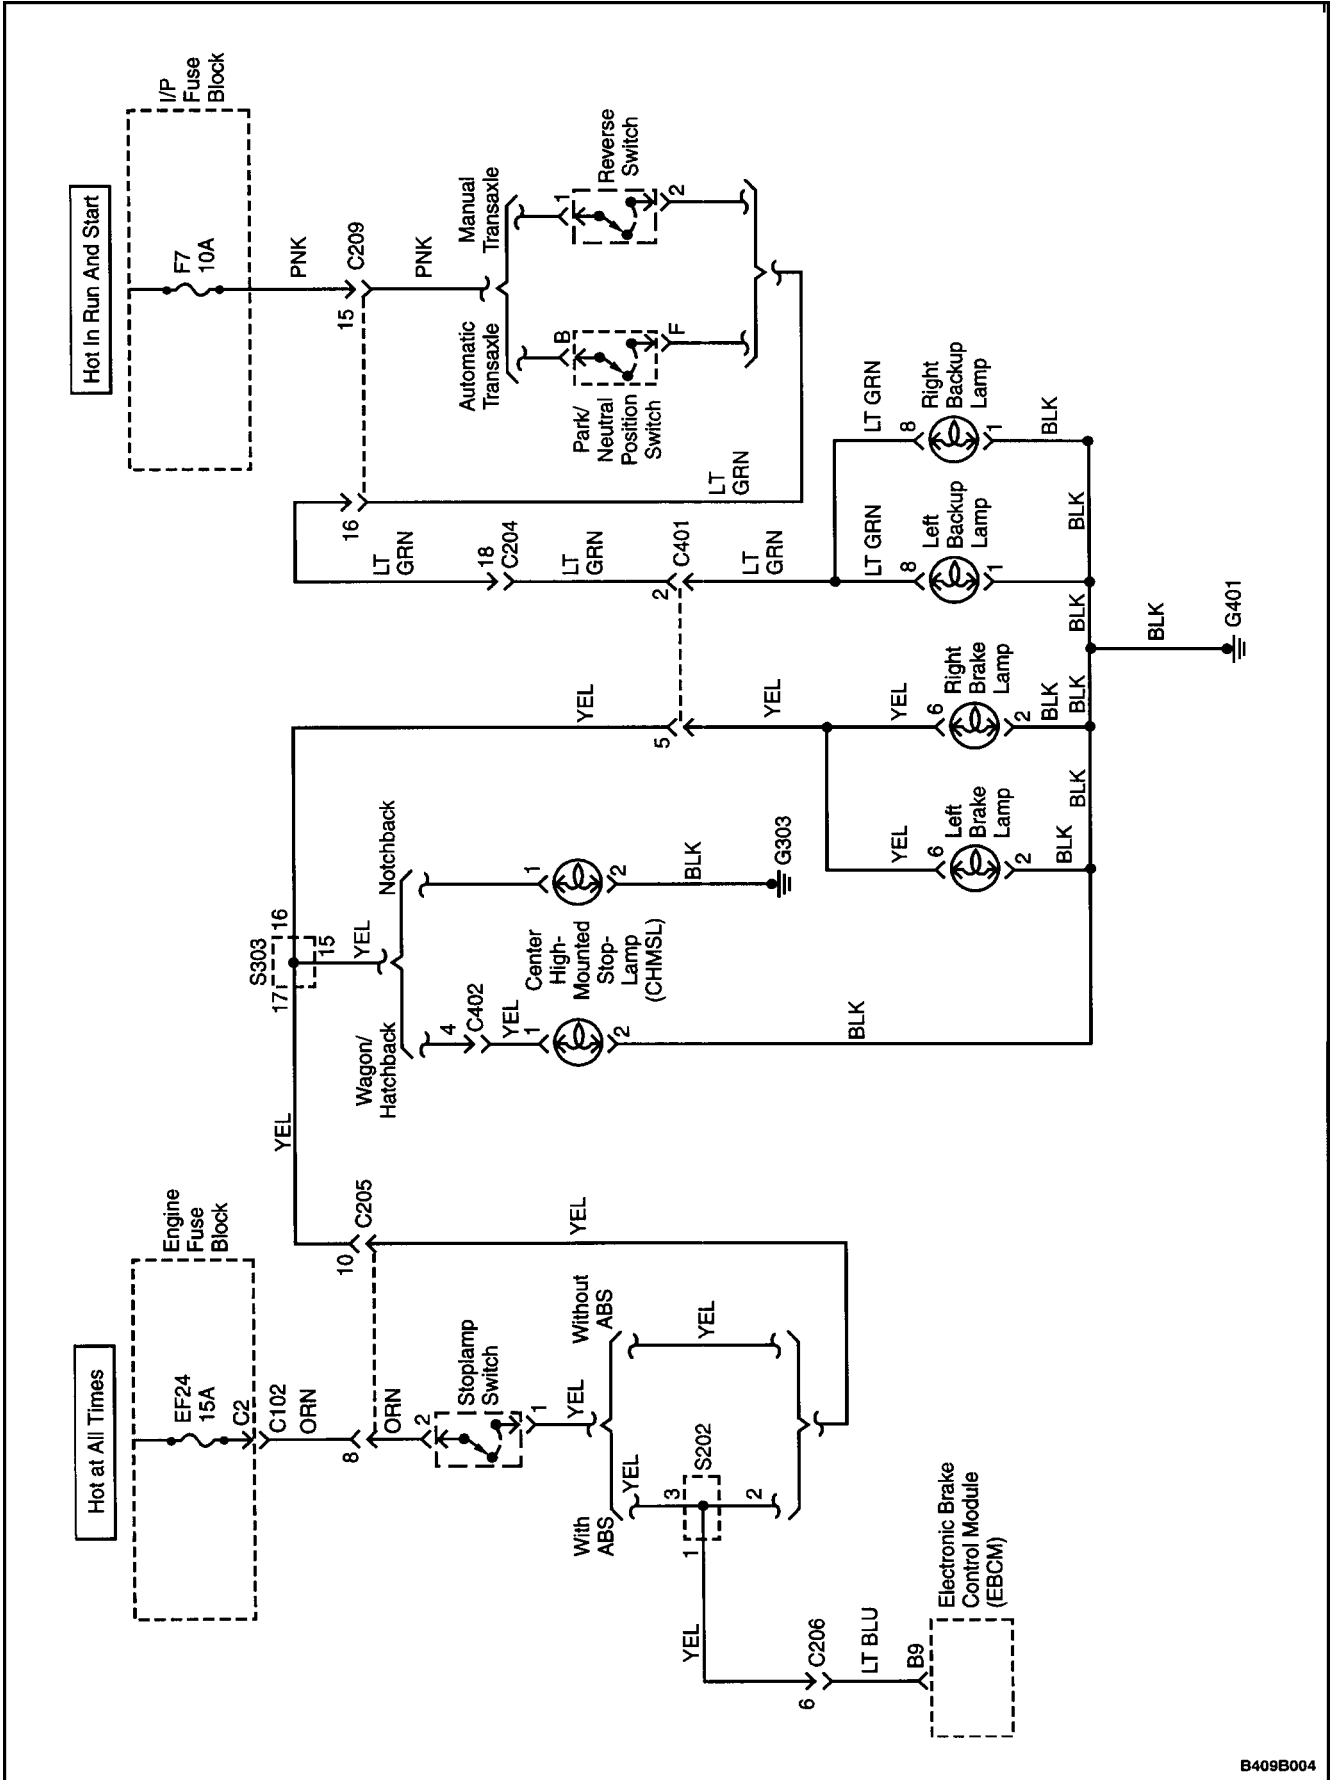 Hot at All Times
Engine
Fuse
Block
EF24
15A
C2
C102
ORN
8
ORN
10
C205
YEL
2
Stoplamp
Switch
1
YEL
With
ABS
Without
ABS
YEL
3
S202
1
2
YEL
YEL
YEL
6
C206
LT BLU
B9
Electronic Brake
Control Module
(EBCM)
S303
17
16
15
YEL
Wagon/
Hatchback
Notchback
4
C402
YEL
1
2
BLK
Center
High-
Mounted
Stop-
Lamp
(CHMSL)
1
2
BLK
G303
YEL
5
YEL
YEL
6
Left
Brake
Lamp
2
BLK
YEL
6
Right
Brake
Lamp
2
BLK
BLK
BLK
BLK
BLK
BLK
G401
Hot In Run And Start
I/P
Fuse
Block
F7
10A
PNK
15
C209
PNK
Automatic
Transaxle
Manual
Transaxle
B
Park/
Neutral
Position
Switch
F
1
Reverse
Switch
2
LT
GRN
16
LT
GRN
18
C204
LT
GRN
2
C401
LT
GRN
LT GRN
8
Left
Backup
Lamp
1
LT GRN
8
Right
Backup
Lamp
1
BLK
B409B004